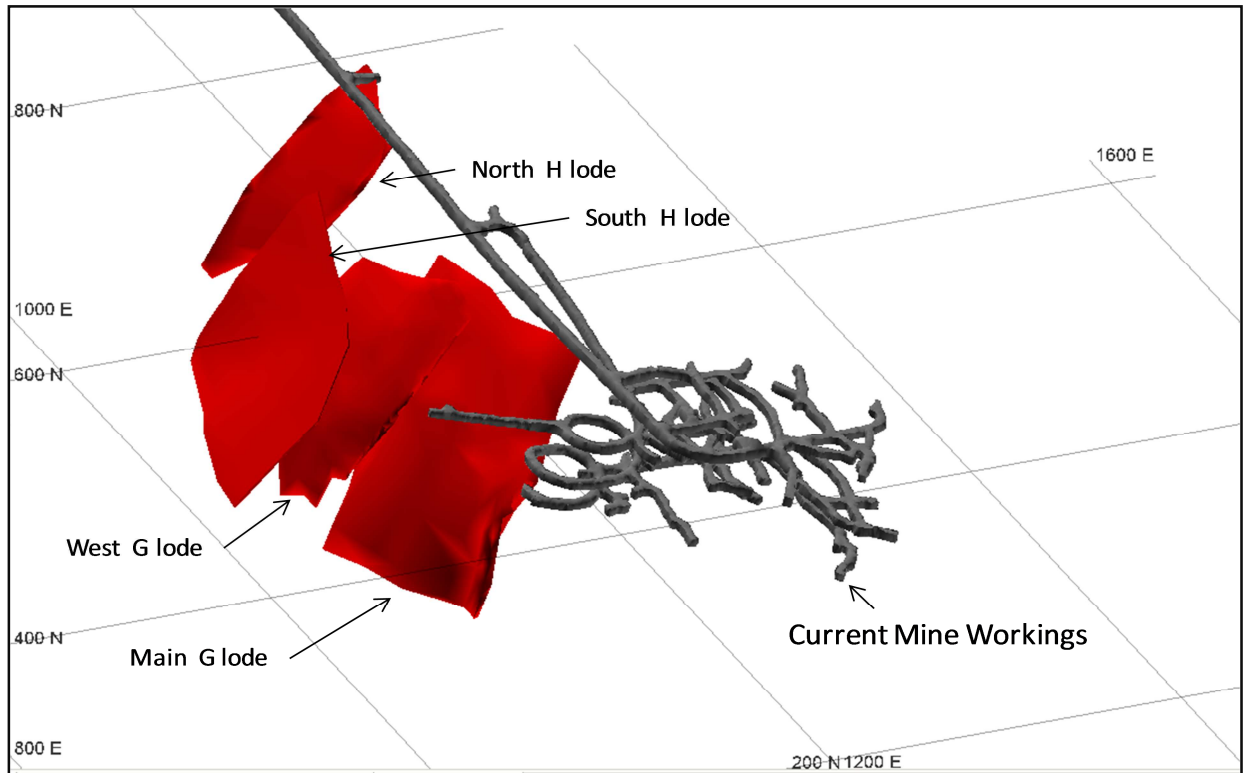 800 N
1600 E
North H lode
South H lode
1000 E
600 N
West G lode
Main G lode
400 N
Current Mine Workings
800 E
200 N 1200 E